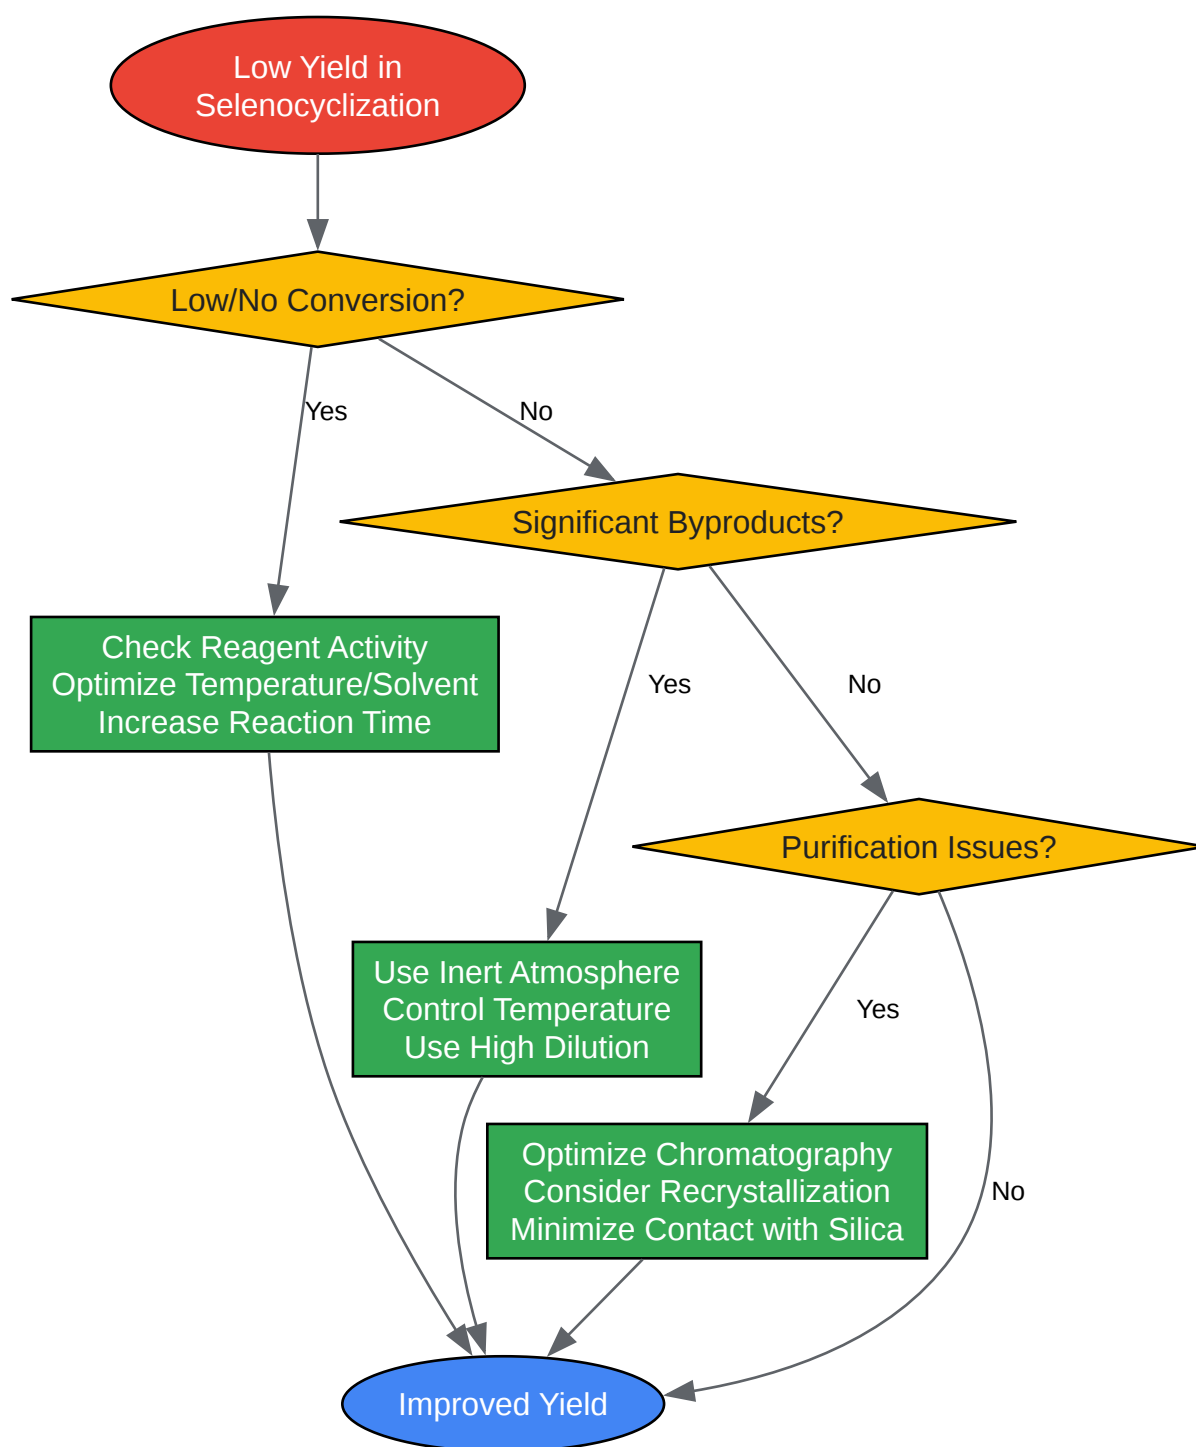 Low Yield in
Selenocyclization
Low/No Conversion?
Yes
No
Significant Byproducts?
Check Reagent Activity
Optimize Temperature/Solvent
Increase Reaction Time
Yes
No
Purification Issues?
Use Inert Atmosphere
Control Temperature
Use High Dilution
Yes
Optimize Chromatography
Consider Recrystallization
Minimize Contact with Silica
No
Improved Yield